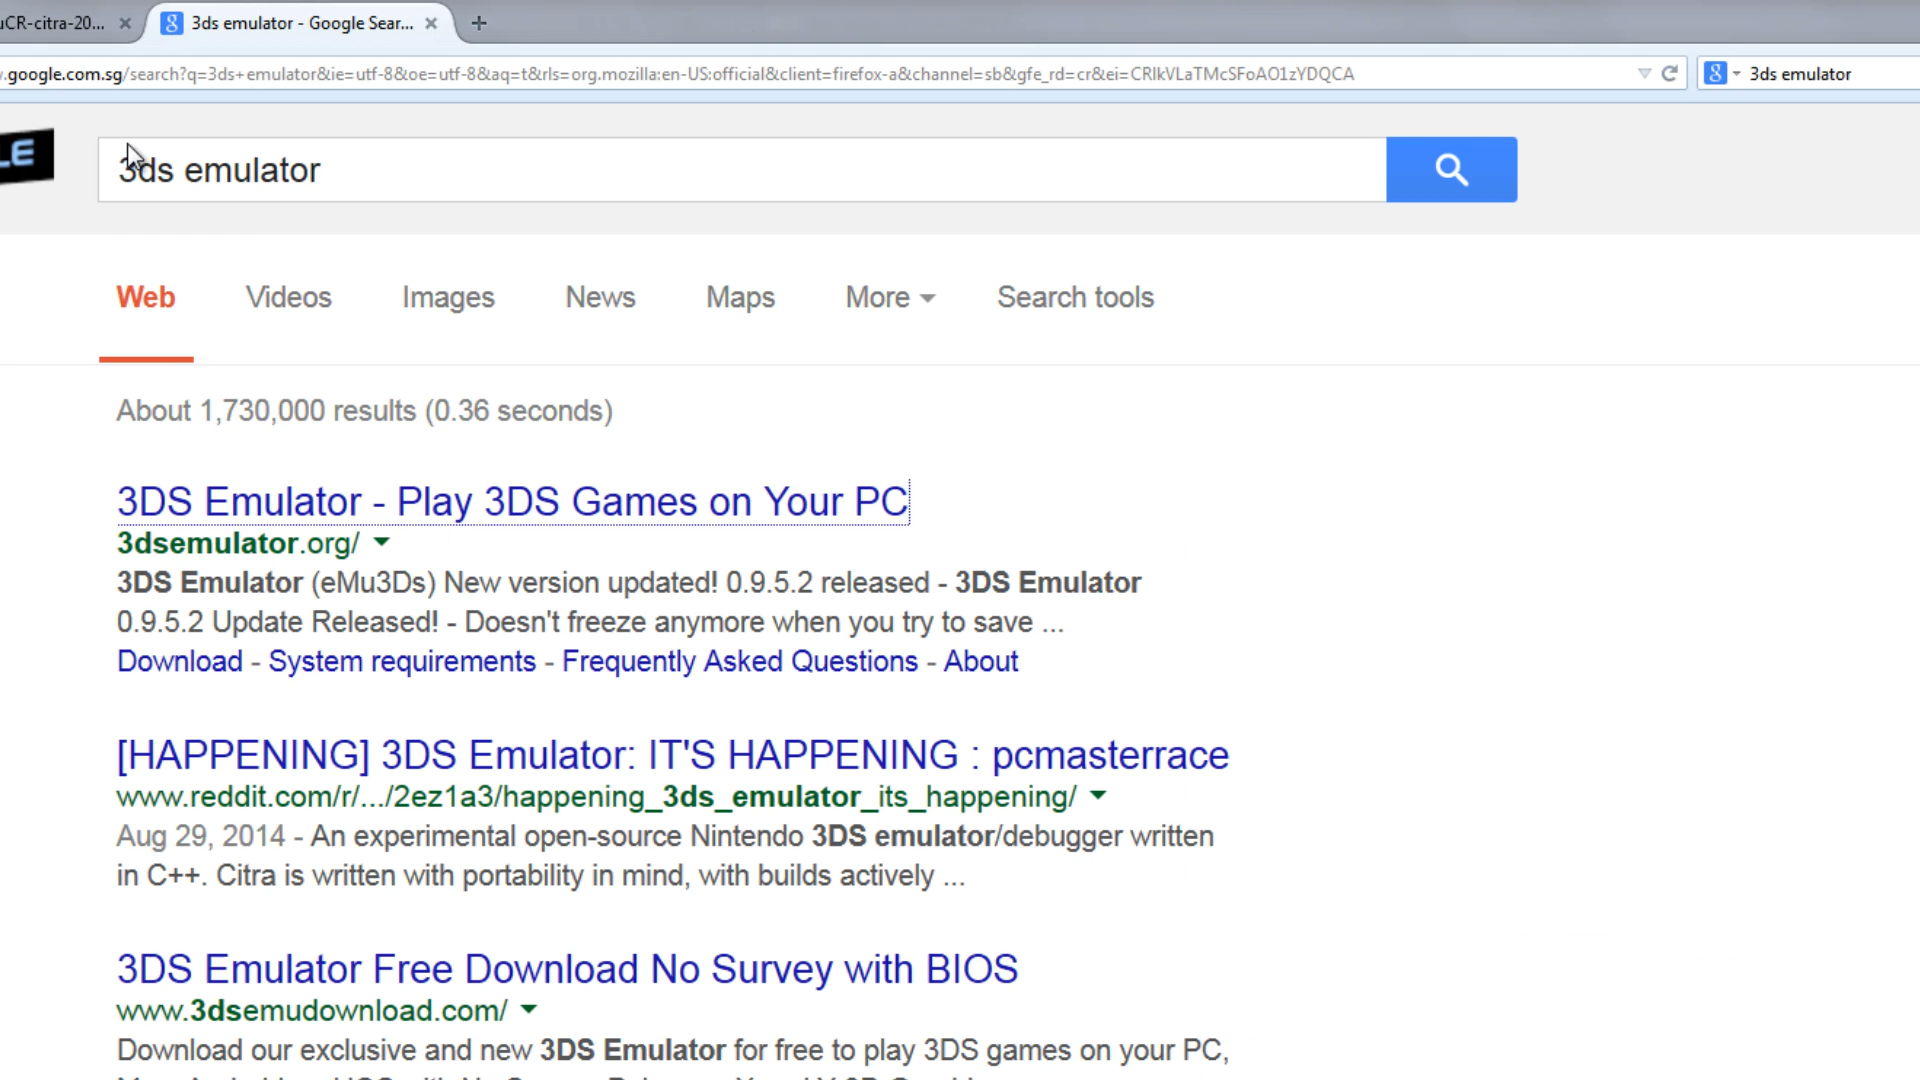 uCR-citra-20...
3ds emulator - Google Sear...
.google.com.sg/search?q=3ds+emulator&ie=utf-8&oe=utf-8&aq=t&rls=org.mozilla:en-US:official&client=firefox-a&channel=sb&gfe_rd=cr&ei=CRIkVLaTMcSFoAO1zYDQCA
8 3ds emulator
LE
3ds emulator
Web Videos Images News Maps More Search tools
About 1,730,000 results (0.36 seconds)
3DS Emulator - Play 3DS Games on Your PC
3dsemulator.org/
3DS Emulator (eMu3Ds) New version updated! 0.9.5.2 released - 3DS Emulator
0.9.5.2 Update Released! - Doesn't freeze anymore when you try to save ...
Download - System requirements - Frequently Asked Questions - About
[HAPPENING] 3DS Emulator: IT'S HAPPENING : pcmasterrace
www.reddit.com/r/.../2ez1a3/happening_3ds_emulator_its_happening/
Aug 29, 2014 - An experimental open-source Nintendo 3DS emulator/debugger written
in C++. Citra is written with portability in mind, with builds actively ...
3DS Emulator Free Download No Survey with BIOS
www.3dsemudownload.com/
Download our exclusive and new 3DS Emulator for free to play 3DS games on your PC,